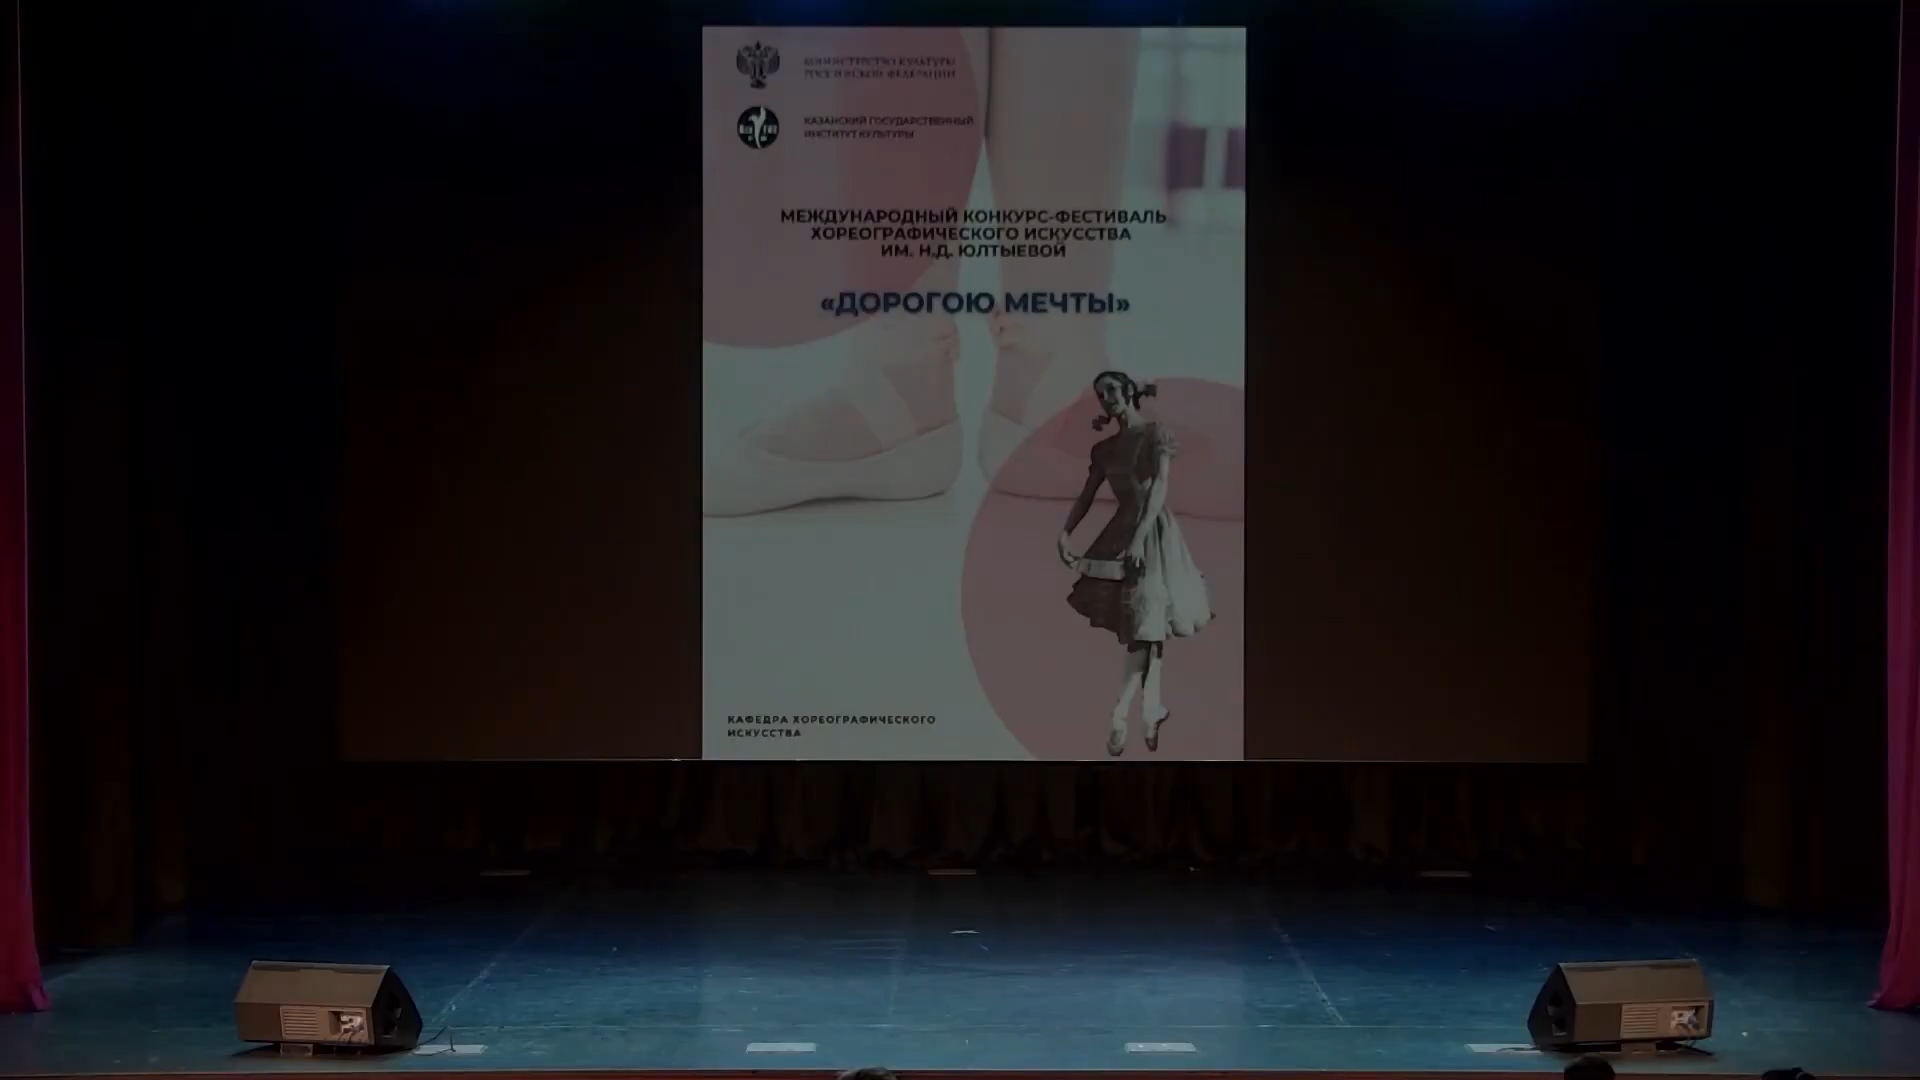 МИНИСТЕРСТВО КУЛЬТУРЫ
РОССИЙСКОЙ ФЕДЕРАЦИИ
КАЗАНСКИЙ ГОСУДАРСТВЕННЫЙ
ИНСТИТУТ КУЛЬТУРЫ
МЕЖДУНАРОДНЫЙ КОНКУРС-ФЕСТИВАЛЬ
ХОРЕОГРАФИЧЕСКОГО ИСКУССТВА
ИМ. Н.Д. ЮЛТЫЕВОЙ
«ДОРОГОЮ МЕЧТЫ»
КАФЕДРА ХОРЕОГРАФИЧЕСКОГО
ИСКУССТВА